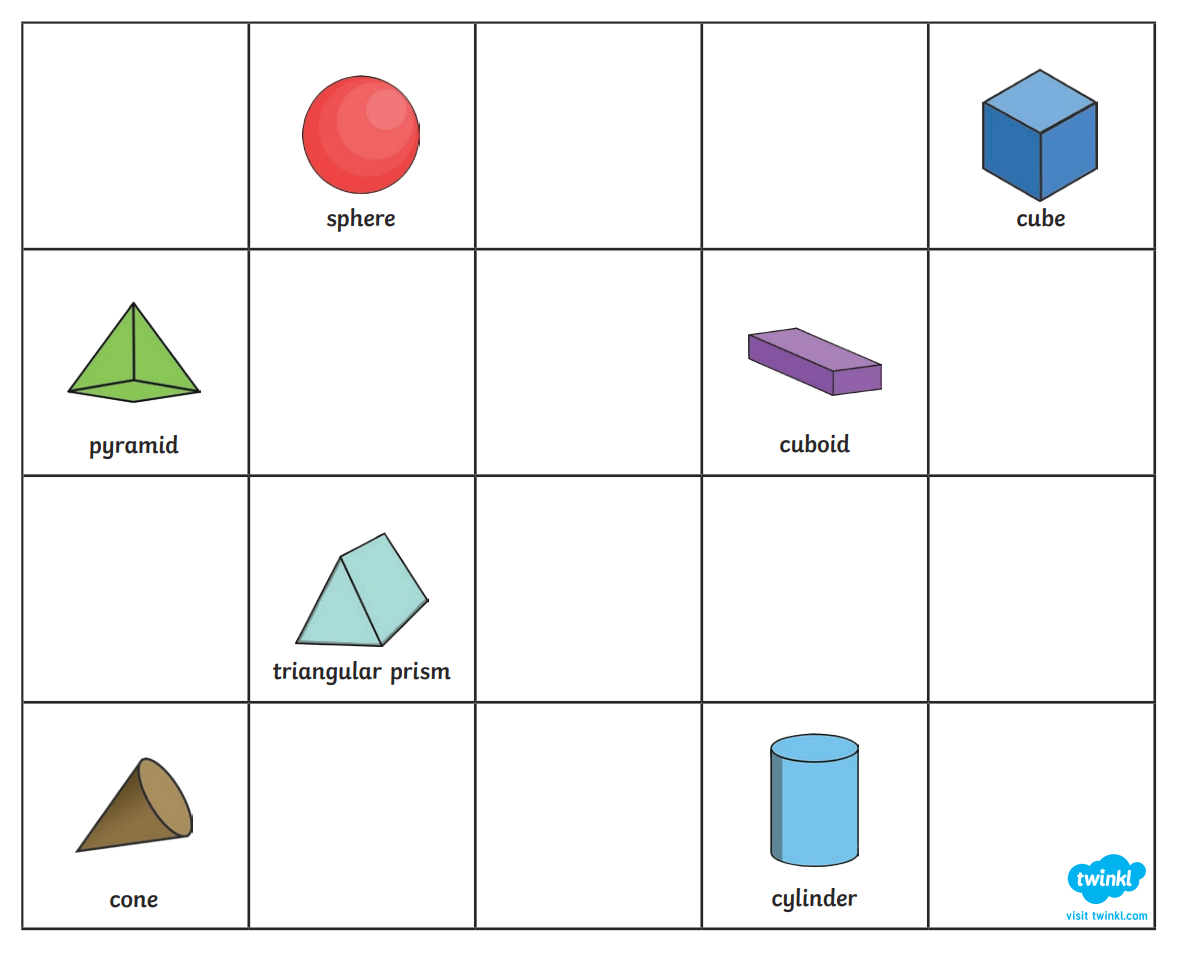 sphere
cube
pyramid
cuboid
triangular prism
cone
cylinder
twinkl
visit twinkl.com